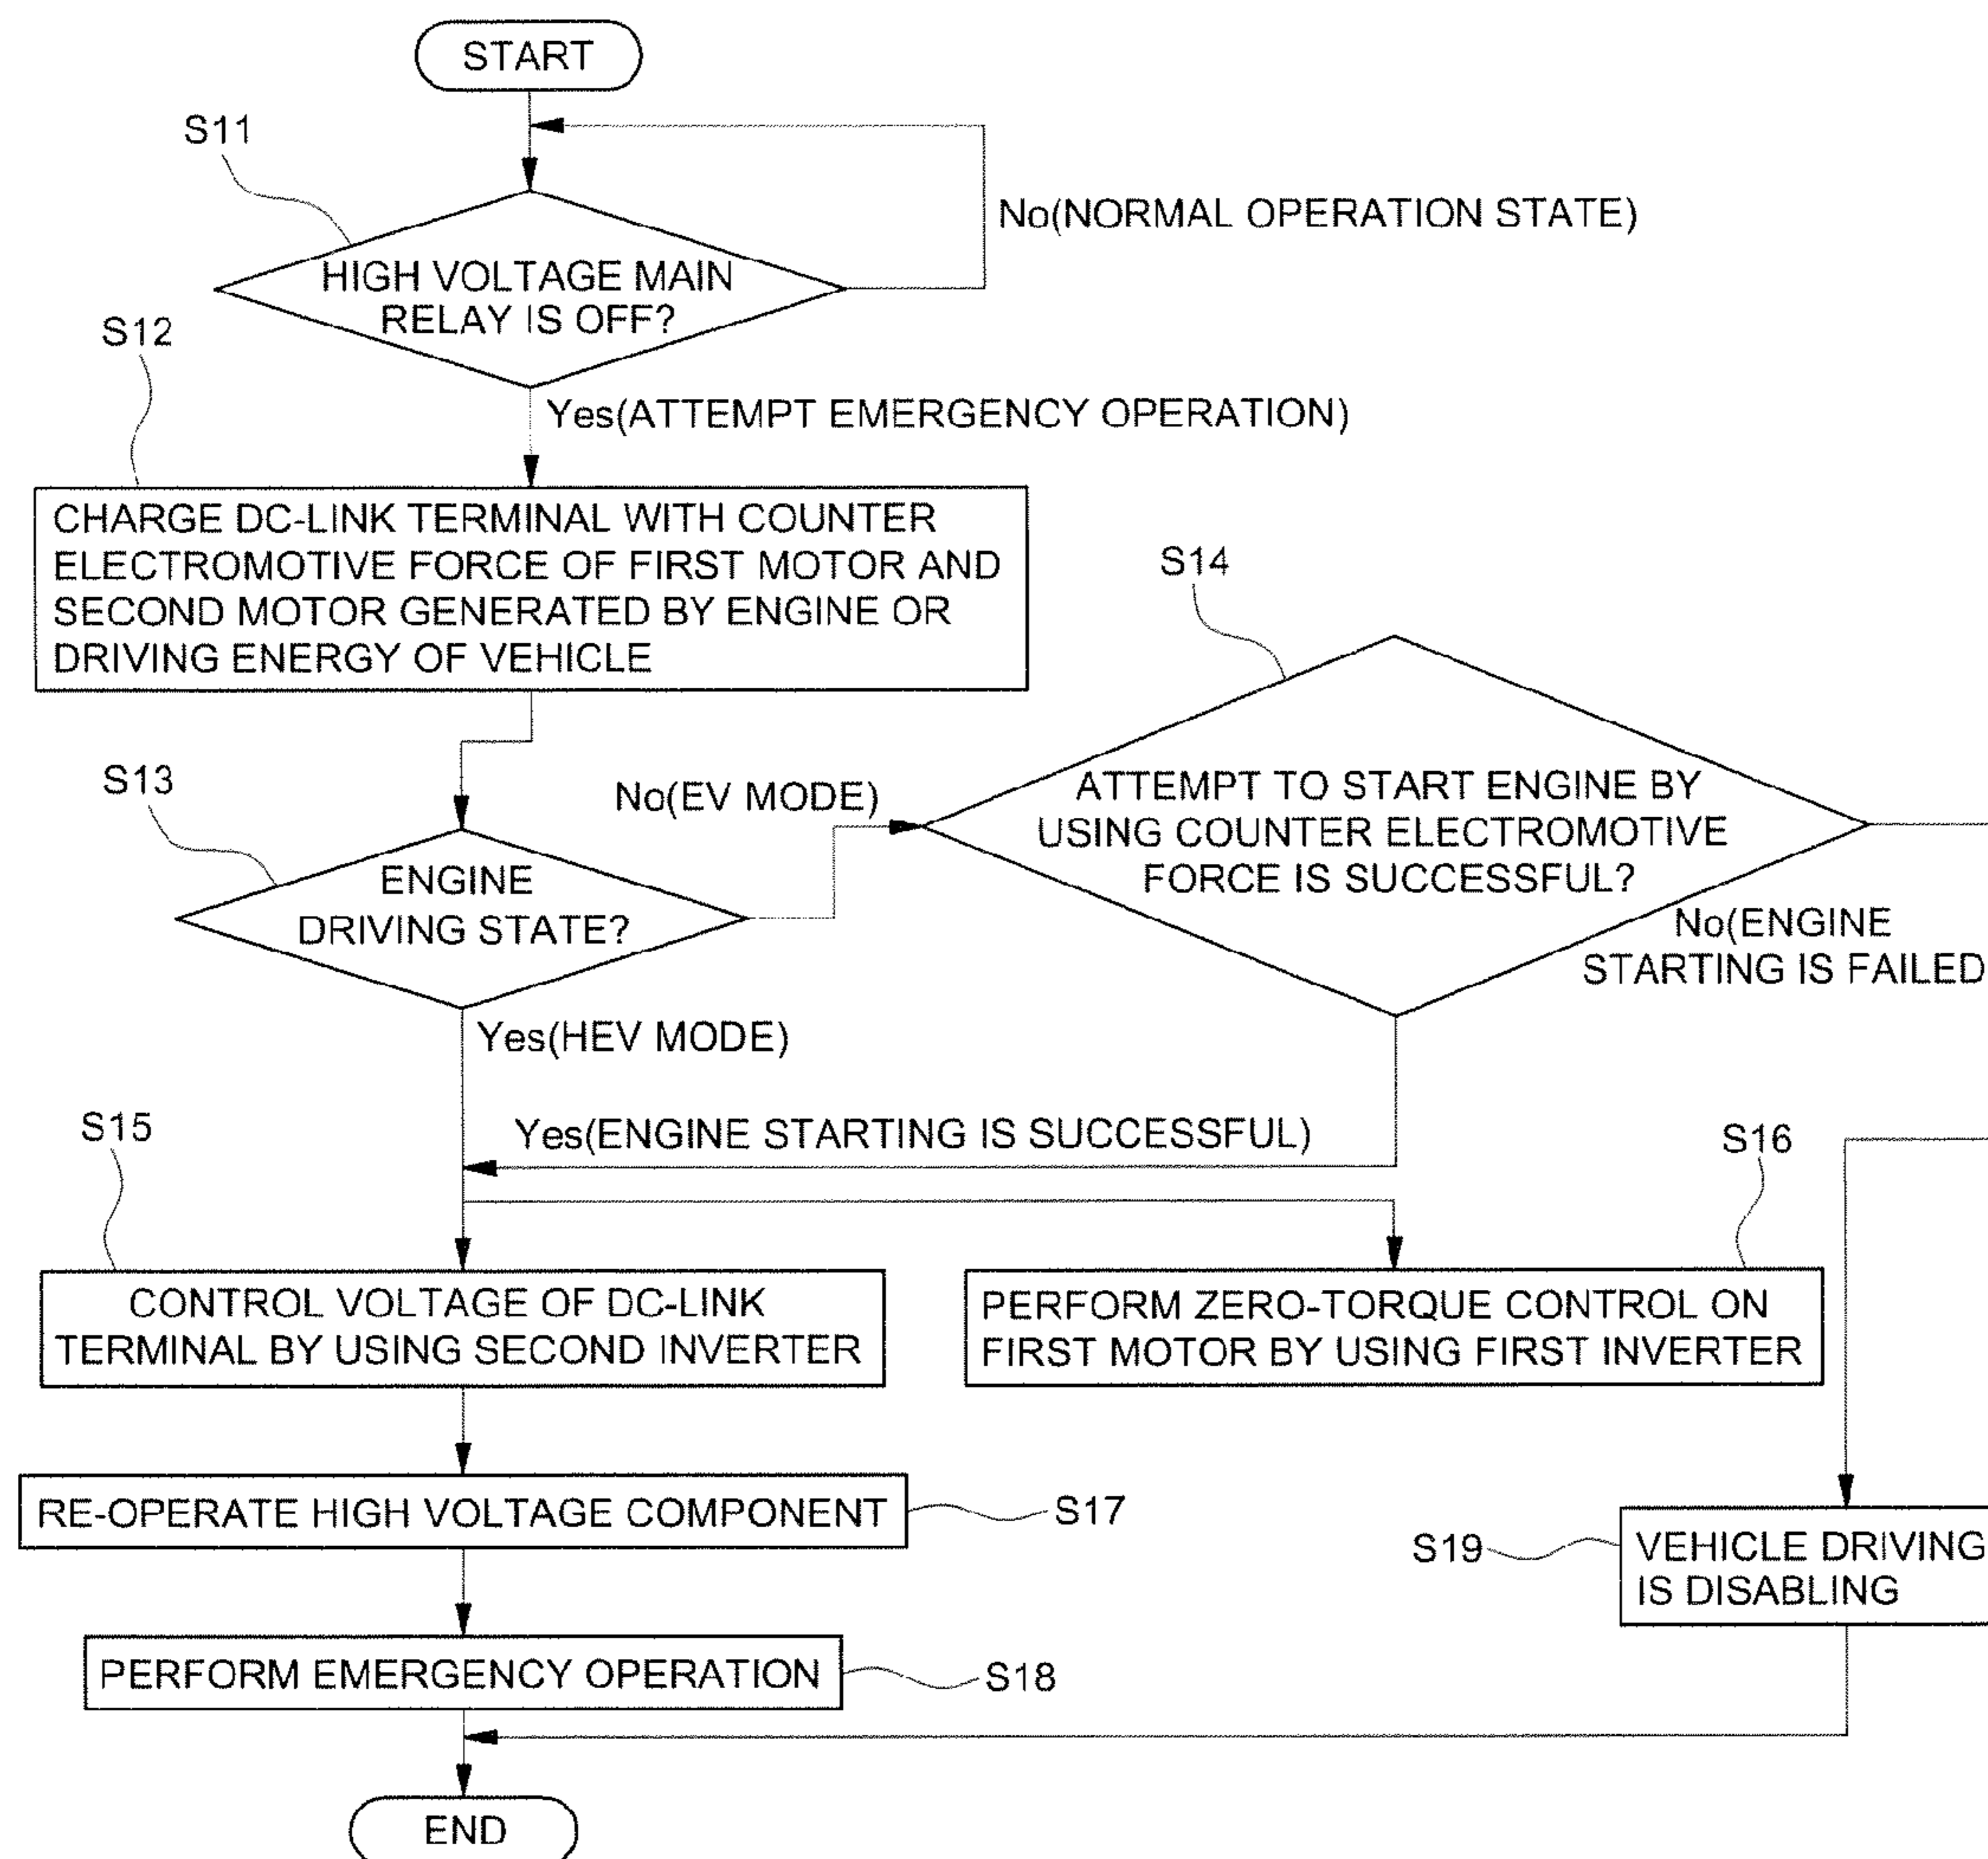 START
S11
No(NORMAL OPERATION STATE)
HIGH VOLTAGE MAIN
RELAY IS OFF?
S12
Yes(ATTEMPT EMERGENCY OPERATION)
CHARGE DC-LINK TERMINAL WITH COUNTER
ELECTROMOTIVE FORCE OF FIRST MOTOR AND
SECOND MOTOR GENERATED BY ENGINE OR
DRIVING ENERGY OF VEHICLE
S14
S13
No(EV MODE)
ATTEMPT TO START ENGINE BY
USING COUNTER ELECTROMOTIVE
FORCE IS SUCCESSFUL?
ENGINE
DRIVING STATE?
No(ENGINE
STARTING IS FAILED
Yes(HEV MODE)
S15
Yes(ENGINE STARTING IS SUCCESSFUL)
S16
CONTROL VOLTAGE OF DC-LINK
TERMINAL BY USING SECOND INVERTER
PERFORM ZERO-TORQUE CONTROL ON
FIRST MOTOR BY USING FIRST INVERTER
RE-OPERATE HIGH VOLTAGE COMPONENT
S17
S19
VEHICLE DRIVING
IS DISABLING
PERFORM EMERGENCY OPERATION
S18
END